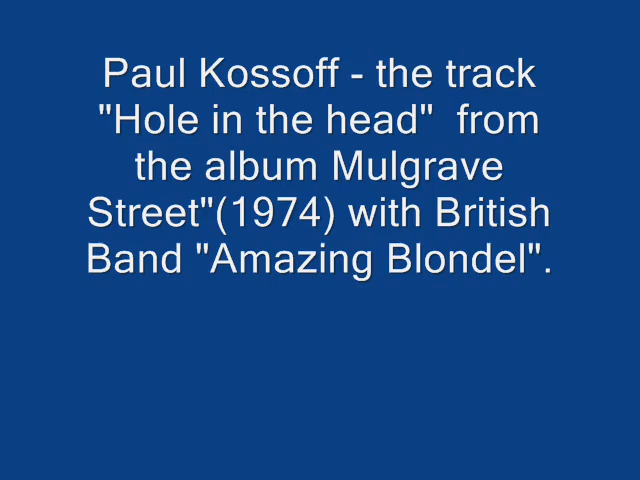 Paul Kossoff - the track
"Hole in the head"  from
the album Mulgrave
Street"(1974) with British
Band "Amazing Blondel".